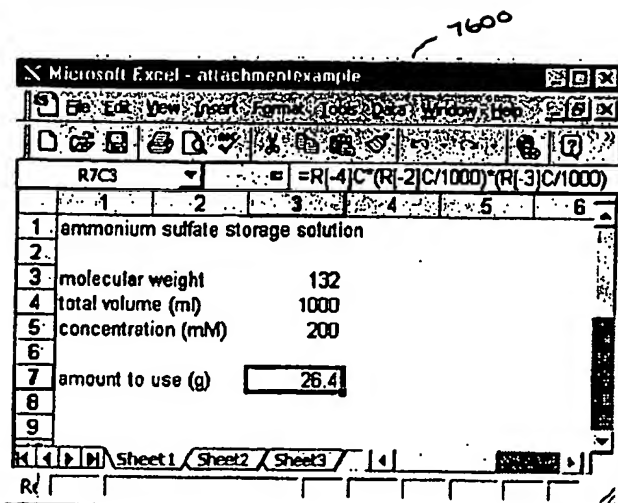 7600
Microsoft Excel - attachmentexample
File Edit View Insert Format Tools Data Window Help
R7C3 = =R[-4]C*(R[-2]C/1000)*(R[-3]C/1000)
1 2 3 4 5 6
1 ammonium sulfate storage solution
2
3 molecular weight 132
4 total volume (ml) 1000
5 concentration (mM) 200
6
7 amount to use (g) 26.4
8
9
Sheet1 Sheet2 Sheet3